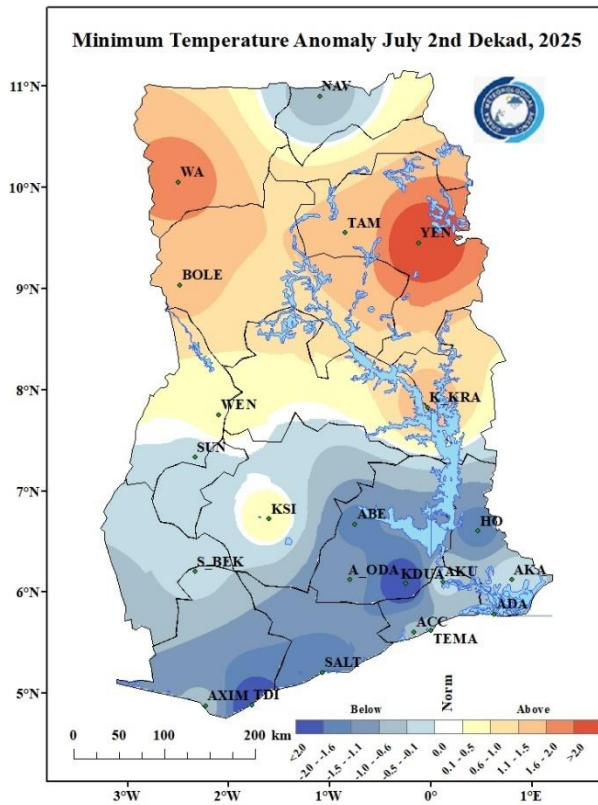 Minimum Temperature Anomaly July 2nd Dekad, 2025
11°N
NAV
GHANA METEOROLOGICAL AGENCY
WA
10°N
TAM
YEN
BOLE
9°N
8°N
K_KRA
WEN
SUN
7°N
KSI
ABE
HO
S_BEK
A_ODA
KDUA
AKU
AKA
6°N
ADA
ACC
TEMA
SALT
5°N
AXIM
TDI
Below
Norm
Above
0
50
100
200 km
<2.0
-2.0 - -1.6
-1.5 - -1.1
-1.0 - -0.6
-0.5 - -0.1
0.0
0.1 - 0.5
0.6 - 1.0
1.1 - 1.5
1.6 - 2.0
>2.0
3°W
2°W
1°W
0°
1°E